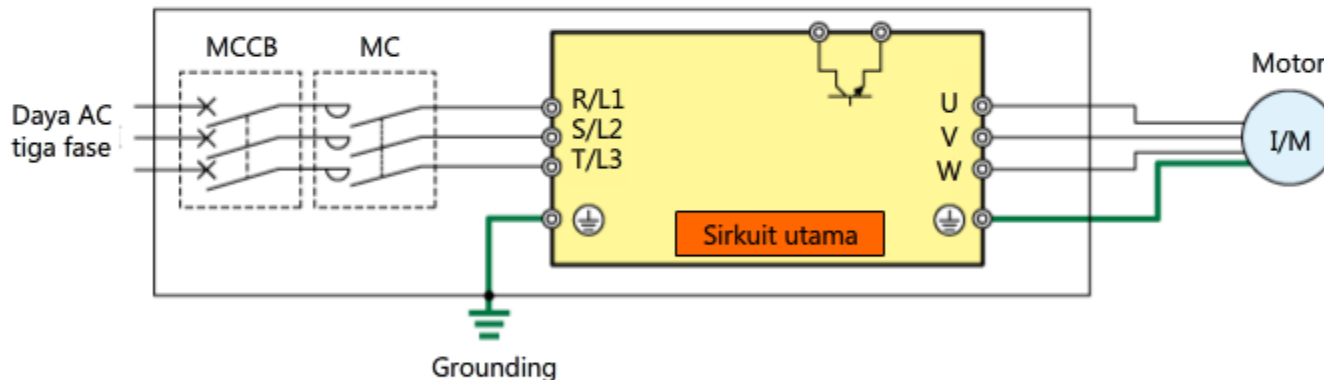 MCCB
MC
Motor
Daya AC
tiga fase
R/L1
S/L2
T/L3
U
V
W
I/M
Sirkuit utama
Grounding